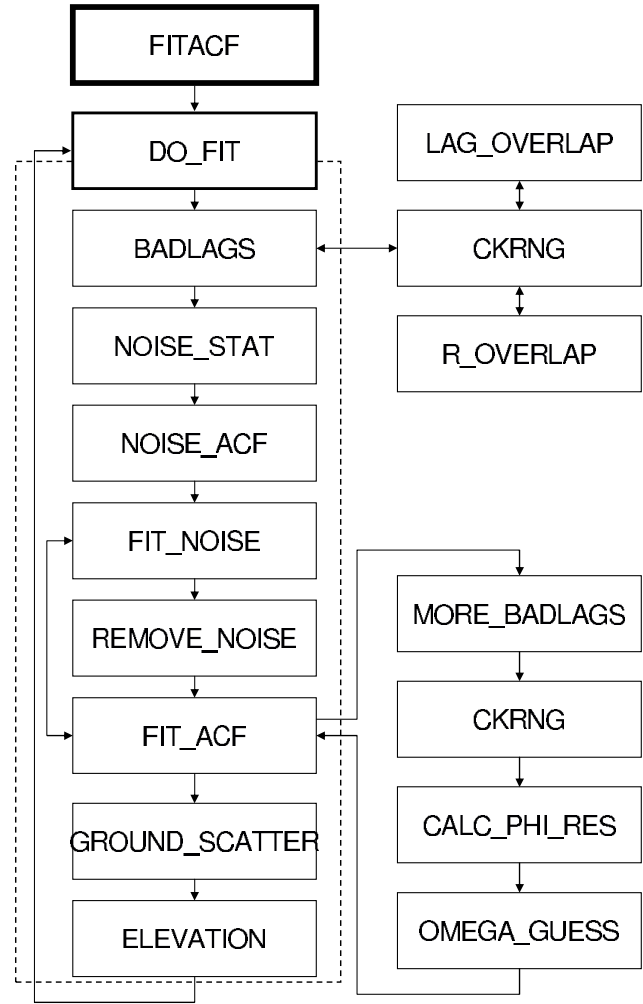 FITACF
DO_FIT
BADLAGS
NOISE_STAT
NOISE_ACF
FIT_NOISE
REMOVE_NOISE
FIT_ACF
GROUND_SCATTER
ELEVATION
LAG_OVERLAP
CKRNG
R_OVERLAP
MORE_BADLAGS
CKRNG
CALC_PHI_RES
OMEGA_GUESS